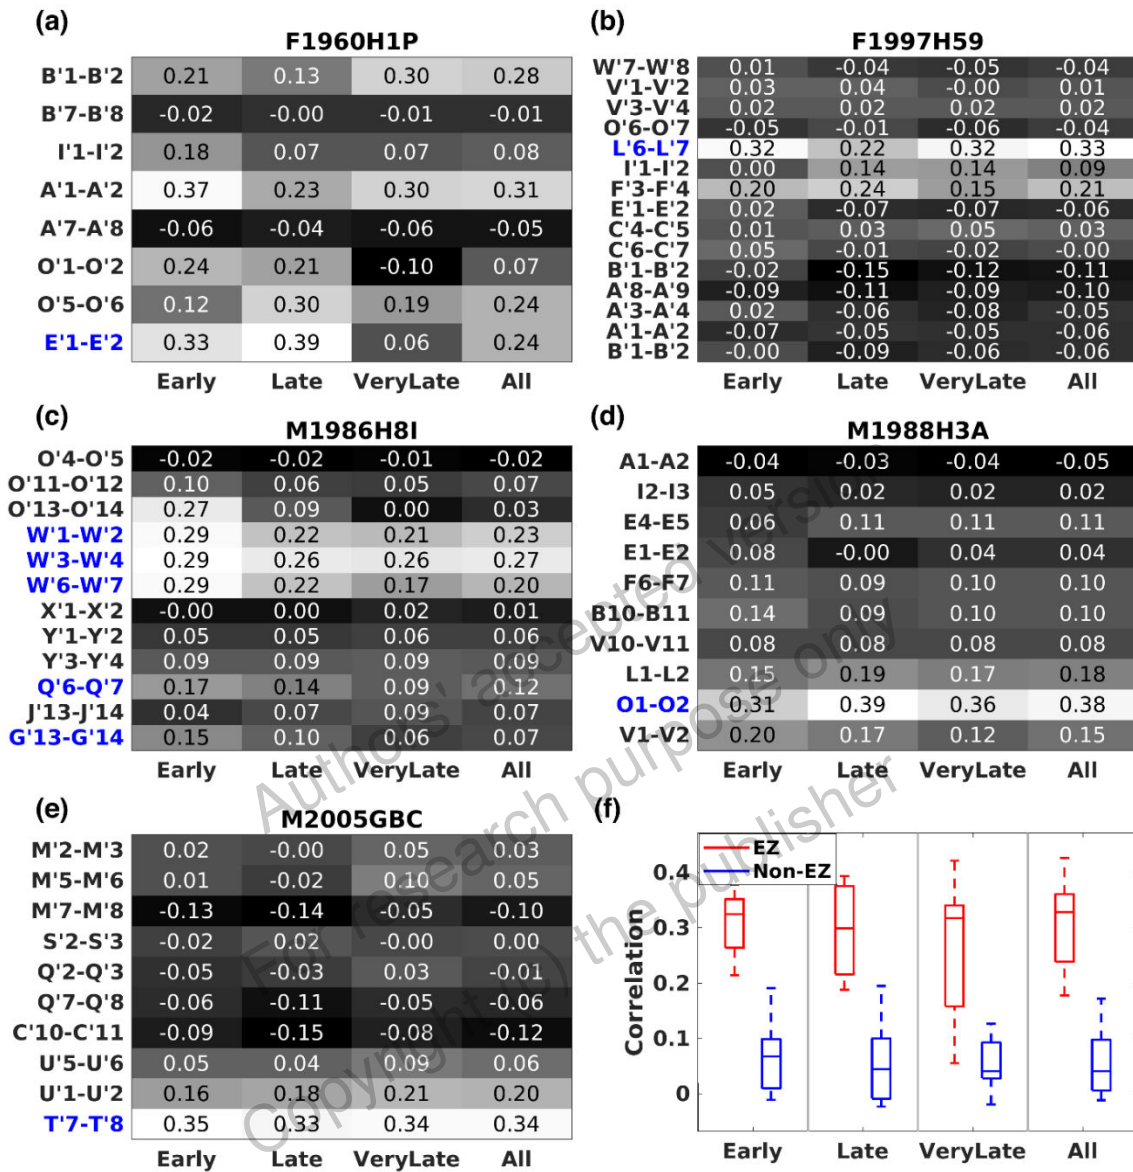 (a)
F1960H1P
B'1-B'2 0.21 0.13 0.30 0.28
B'7-B'8 -0.02 -0.00 -0.01 -0.01
I'1-I'2 0.18 0.07 0.07 0.08
A'1-A'2 0.37 0.23 0.30 0.31
A'7-A'8 -0.06 -0.04 -0.06 -0.05
O'1-O'2 0.24 0.21 -0.10 0.07
O'5-O'6 0.12 0.30 0.19 0.24
E'1-E'2 0.33 0.39 0.06 0.24
Early Late VeryLate All
(b)
F1997H59
W'7-W'8 0.01 -0.04 -0.05 -0.04
V'1-V'2 0.03 0.04 -0.00 0.01
V'3-V'4 0.02 0.02 0.02 0.02
O'6-O'7 -0.05 -0.01 -0.06 -0.04
L'6-L'7 0.32 0.22 0.32 0.33
I'1-I'2 0.00 0.14 0.14 0.09
F'3-F'4 0.20 0.24 0.15 0.21
E'1-E'2 0.02 -0.07 -0.07 -0.06
C'4-C'5 0.01 0.03 0.05 0.03
C'6-C'7 0.05 -0.01 -0.02 -0.00
B'1-B'2 -0.02 -0.15 -0.12 -0.11
A'8-A'9 -0.09 -0.11 -0.09 -0.10
A'3-A'4 0.02 -0.06 -0.08 -0.05
A'1-A'2 -0.07 -0.05 -0.05 -0.06
B'1-B'2 -0.00 -0.09 -0.06 -0.06
Early Late VeryLate All
(c)
M1986H8I
O'4-O'5 -0.02 -0.02 -0.01 -0.02
O'11-O'12 0.10 0.06 0.05 0.07
O'13-O'14 0.27 0.09 0.00 0.03
W'1-W'2 0.29 0.22 0.21 0.23
W'3-W'4 0.29 0.26 0.26 0.27
W'6-W'7 0.29 0.22 0.17 0.20
X'1-X'2 -0.00 0.00 0.02 0.01
Y'1-Y'2 0.05 0.05 0.06 0.06
Y'3-Y'4 0.09 0.09 0.09 0.09
Q'6-Q'7 0.17 0.14 0.09 0.12
J'13-J'14 0.04 0.07 0.09 0.07
G'13-G'14 0.15 0.10 0.06 0.07
Early Late VeryLate All
(d)
M1988H3A
A1-A2 -0.04 -0.03 -0.04 -0.05
I2-I3 0.05 0.02 0.02 0.02
E4-E5 0.06 0.11 0.11 0.11
E1-E2 0.08 -0.00 0.04 0.04
F6-F7 0.11 0.09 0.10 0.10
B10-B11 0.14 0.09 0.10 0.10
V10-V11 0.08 0.08 0.08 0.08
L1-L2 0.15 0.19 0.17 0.18
O1-O2 0.31 0.39 0.36 0.38
V1-V2 0.20 0.17 0.12 0.15
Early Late VeryLate All
(e)
M2005GBC
M'2-M'3 0.02 -0.00 0.05 0.03
M'5-M'6 0.01 -0.02 0.10 0.05
M'7-M'8 -0.13 -0.14 -0.05 -0.10
S'2-S'3 -0.02 0.02 -0.00 0.00
Q'2-Q'3 -0.05 -0.03 0.03 -0.01
Q'7-Q'8 -0.06 -0.11 -0.05 -0.06
C'10-C'11 -0.09 -0.15 -0.08 -0.12
U'5-U'6 0.05 0.04 0.09 0.06
U'1-U'2 0.16 0.18 0.21 0.20
T'7-T'8 0.35 0.33 0.34 0.34
Early Late VeryLate All
(f)
EZ
Non-EZ
Correlation
0.4
0.3
0.2
0.1
0
Early Late VeryLate All
Authors' accepted version
For research purpose only
Copyright (c) the publisher